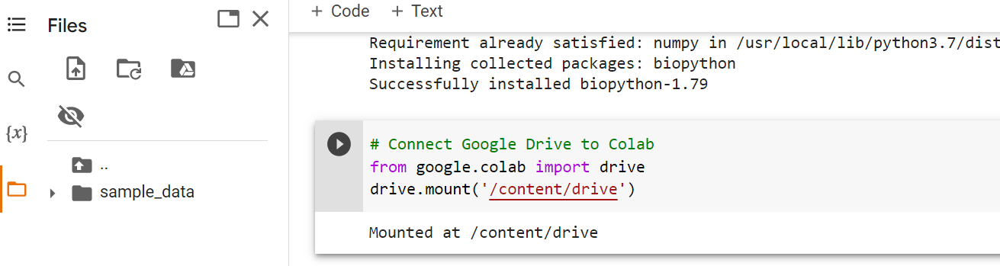 Files
{x}
..
sample_data
+ Code + Text
Requirement already satisfied: numpy in /usr/local/lib/python3.7/dist
Installing collected packages: biopython
Successfully installed biopython-1.79
# Connect Google Drive to Colab
from google.colab import drive
drive.mount('/content/drive')
Mounted at /content/drive